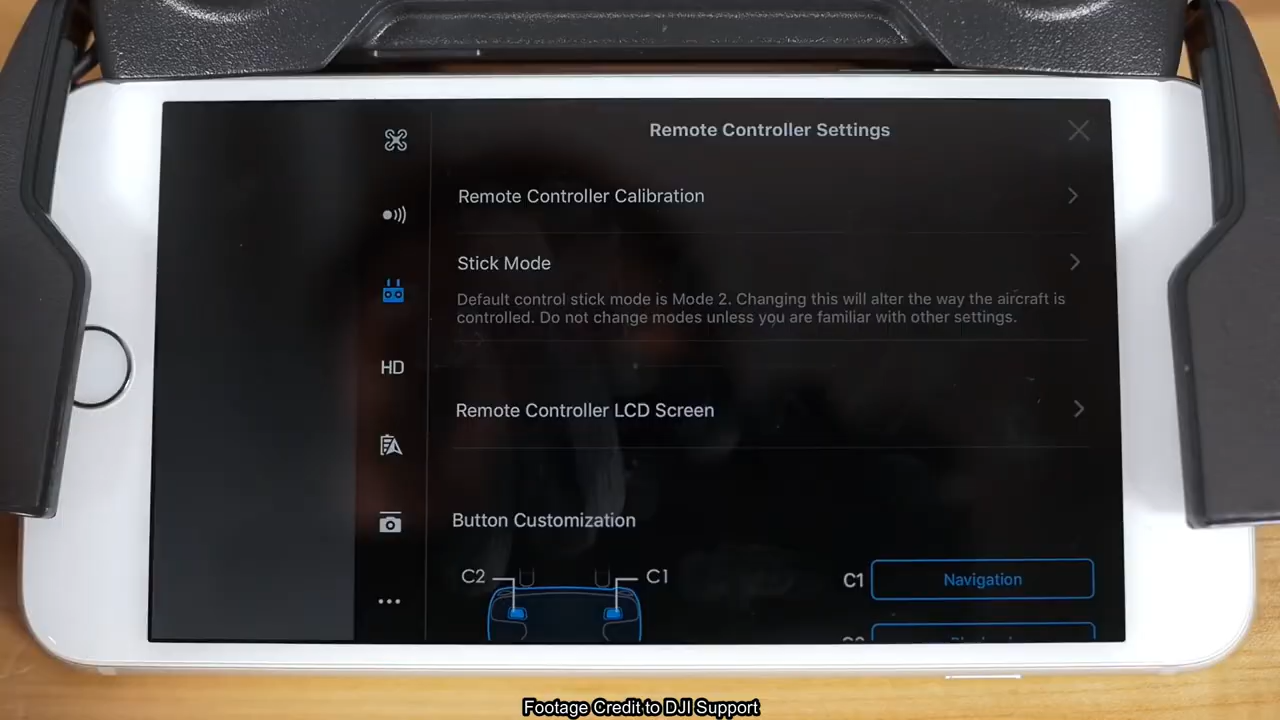 Remote Controller Settings
Remote Controller Calibration
Stick Mode
Default control stick mode is Mode 2. Changing this will alter the way the aircraft is
controlled. Do not change modes unless you are familiar with other settings.
HD
Remote Controller LCD Screen
Button Customization
C2
C1
C1 Navigation
Footage Credit to DJI Support